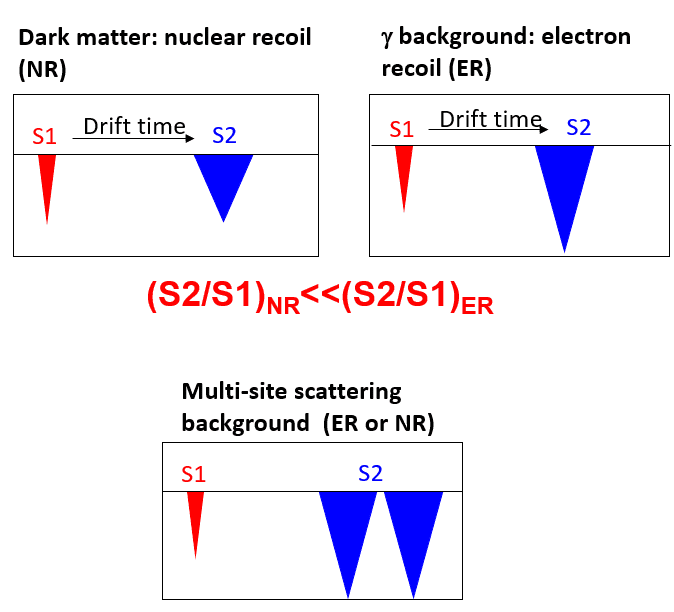 Dark matter: nuclear recoil
(NR)
γ background: electron
recoil (ER)
S1 Drift time S2
S1 Drift time S2
(S2/S1)NR<<(S2/S1)ER
Multi-site scattering
background (ER or NR)
S1 S2